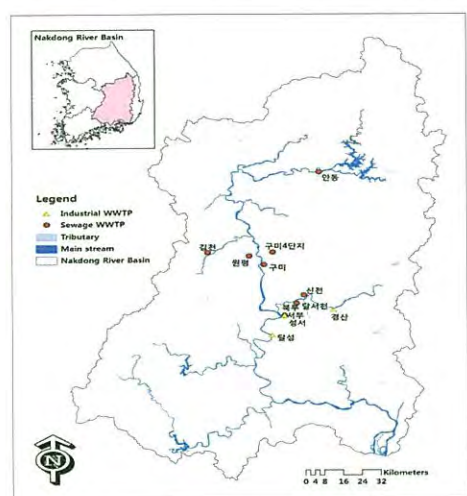 Nakdong River Basin
Legend
Industrial WWTP
Sewage WWTP
Tributary
Main stream
Nakdong River Basin
안동
김천
원평
구미4단지
구미
신천
달서천
북부
서부
성서
경산
달성
N
Kilometers
0 4 8 16 24 32